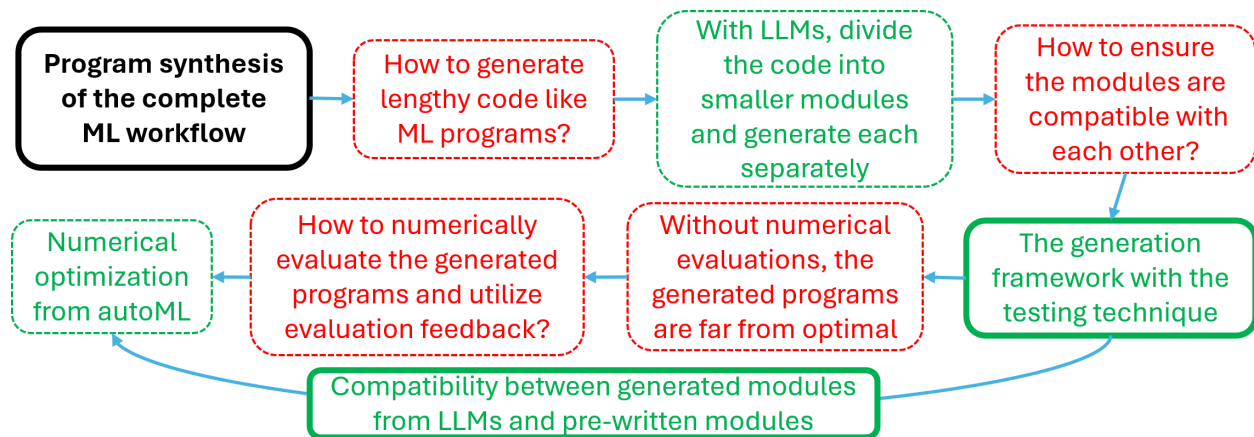 Program synthesis
of the complete
ML workflow
How to generate
lengthy code like
ML programs?
With LLMs, divide
the code into
smaller modules
and generate each
separately
How to ensure
the modules are
compatible with
each other?
The generation
framework with the
testing technique
Without numerical
evaluations, the
generated programs
are far from optimal
How to numerically
evaluate the generated
programs and utilize
evaluation feedback?
Numerical
optimization
from autoML
Compatibility between generated modules
from LLMs and pre-written modules